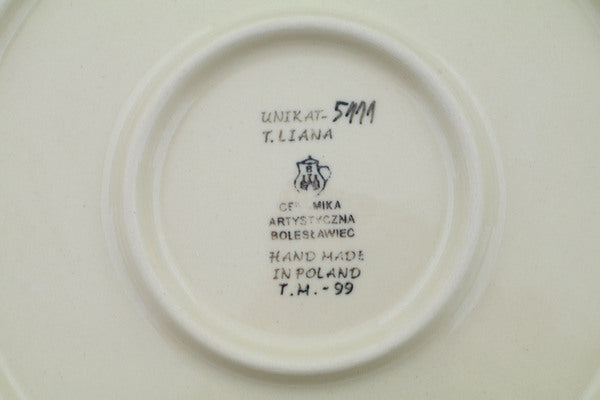 UNIKAT-5111
T. LIANA
B
ARTYSTYCZNA
BOLESŁAWIEC
HAND MADE
IN POLAND
T.M.-99